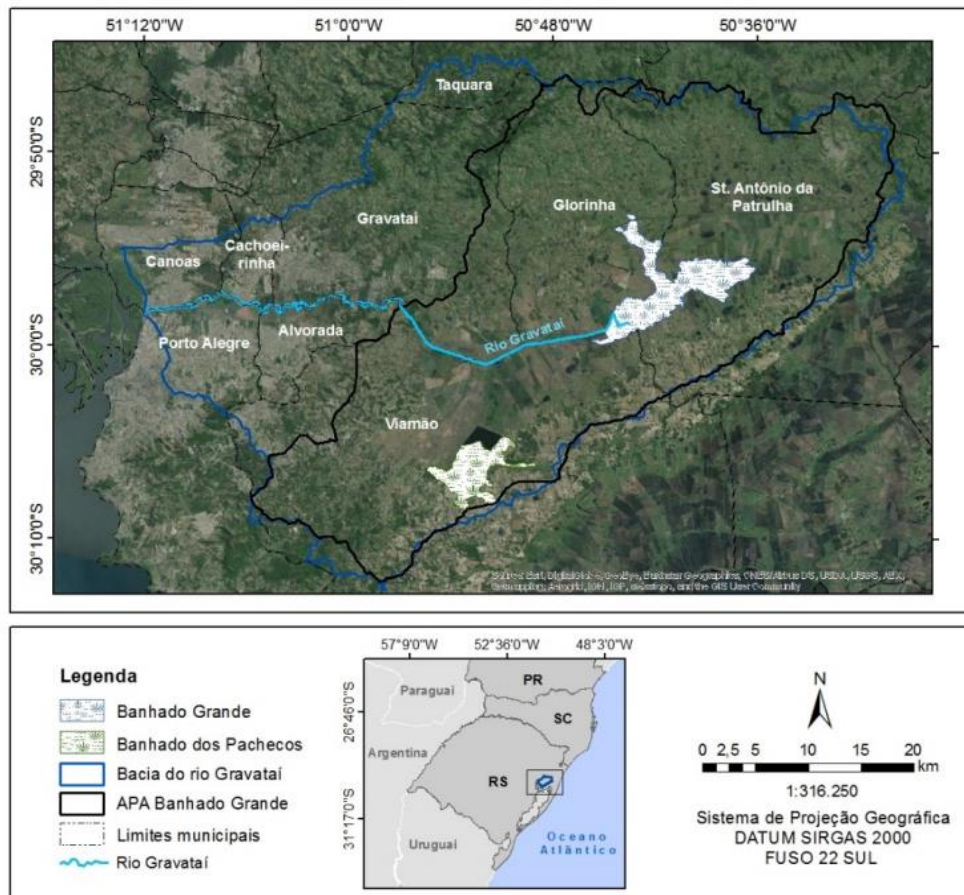 51°12'0"W 51°0'0"W 50°48'0"W 50°36'0"W
29°50'0"S
30°0'0"S
30°10'0"S
Taquara
Glorinha
St. Antônio da
Patrulha
Gravataí
Cachoei-
rinha
Canoas
Porto Alegre
Alvorada
Rio Gravataí
Viamão
and the GIS User Community
Legenda
Banhado Grande
Banhado dos Pachecos
Bacia do rio Gravataí
APA Banhado Grande
Limites municipais
Rio Gravataí
57°9'0"W 52°36'0"W 48°3'0"W
26°46'0"S
31°17'0"S
Paraguai
Argentina
Uruguai
PR
SC
RS
Oceano
Atlântico
N
0 2,5 5 10 15 20
km
1:316.250
Sistema de Projeção Geográfica
DATUM SIRGAS 2000
FUSO 22 SUL